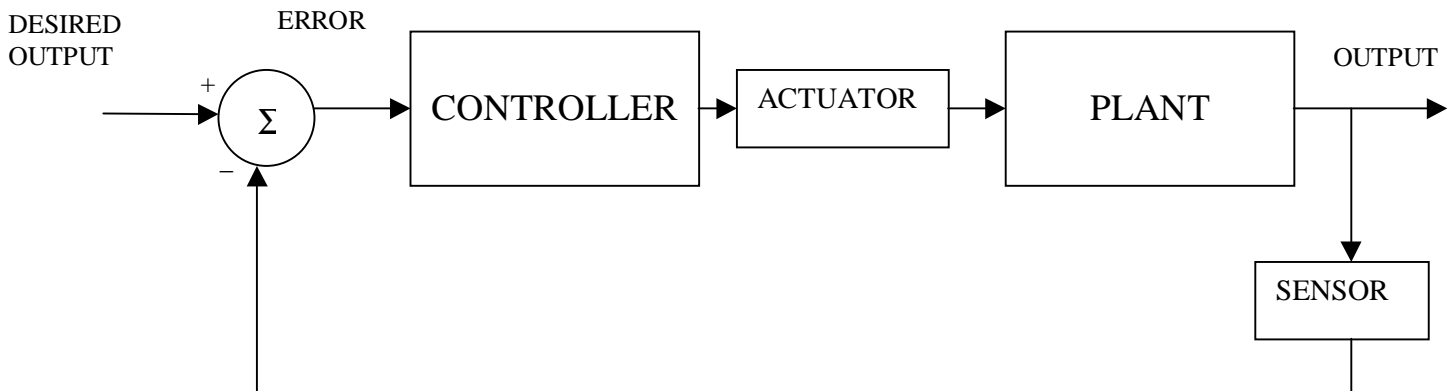 DESIRED
OUTPUT
ERROR
+
Σ
−
CONTROLLER
ACTUATOR
PLANT
OUTPUT
SENSOR